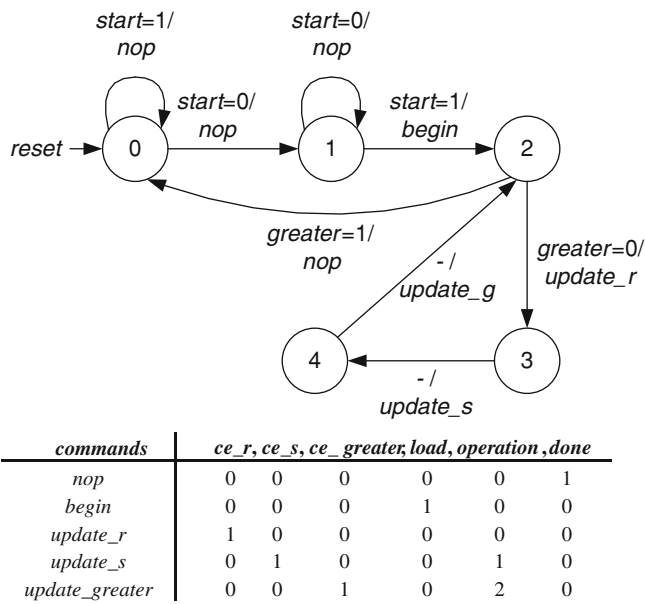 start=1/
nop
start=0/
nop
start=0/
nop
start=1/
begin
reset
0
1
2
greater=1/
nop
greater=0/
update_r
- /
update_g
4
3
- /
update_s
commands ce_r, ce_s, ce_greater, load, operation ,done
nop 0 0 0 0 0 1
begin 0 0 0 1 0 0
update_r 1 0 0 0 0 0
update_s 0 1 0 0 1 0
update_greater 0 0 1 0 2 0